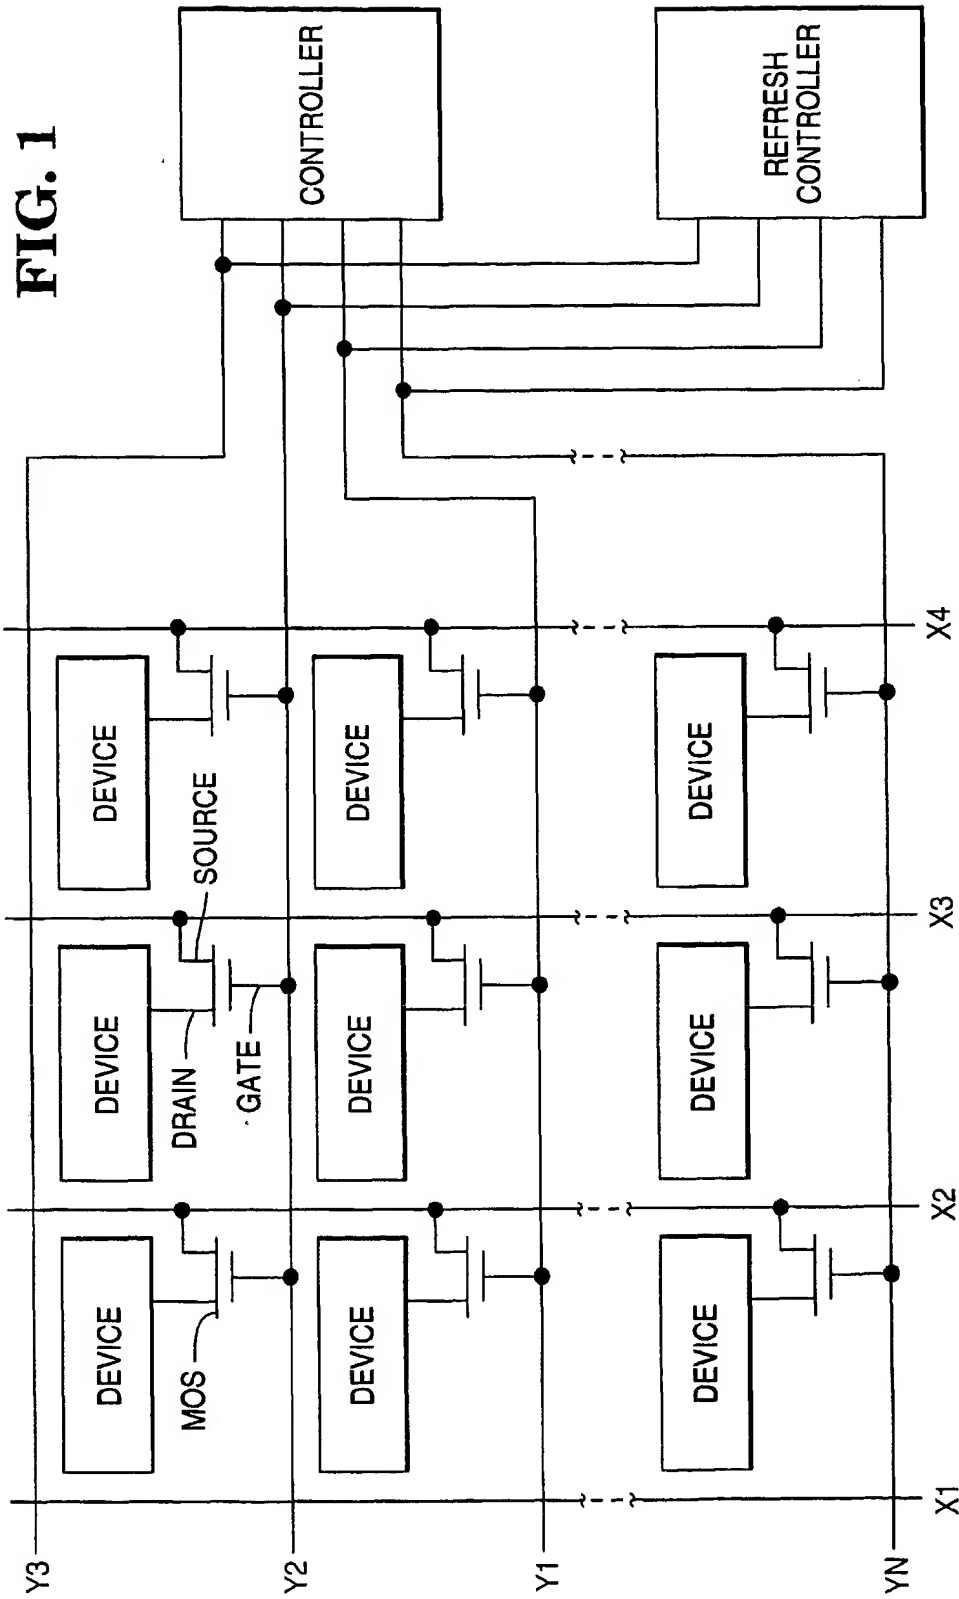 FIG. 1
Y3
DEVICE
DEVICE
DEVICE
MOS
DRAIN
SOURCE
GATE
CONTROLLER
Y2
DEVICE
DEVICE
DEVICE
Y1
DEVICE
DEVICE
DEVICE
REFRESH
CONTROLLER
YN
X1
X2
X3
X4